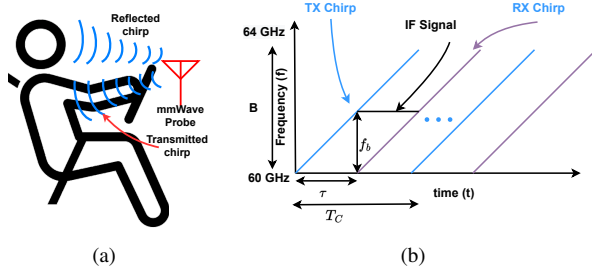 Reflected
chirp
mmWave
Probe
Transmitted
chirp
(a)
TX Chirp
IF Signal
RX Chirp
64 GHz
B
Frequency (f)
f_b
60 GHz
τ
time (t)
T_C
(b)